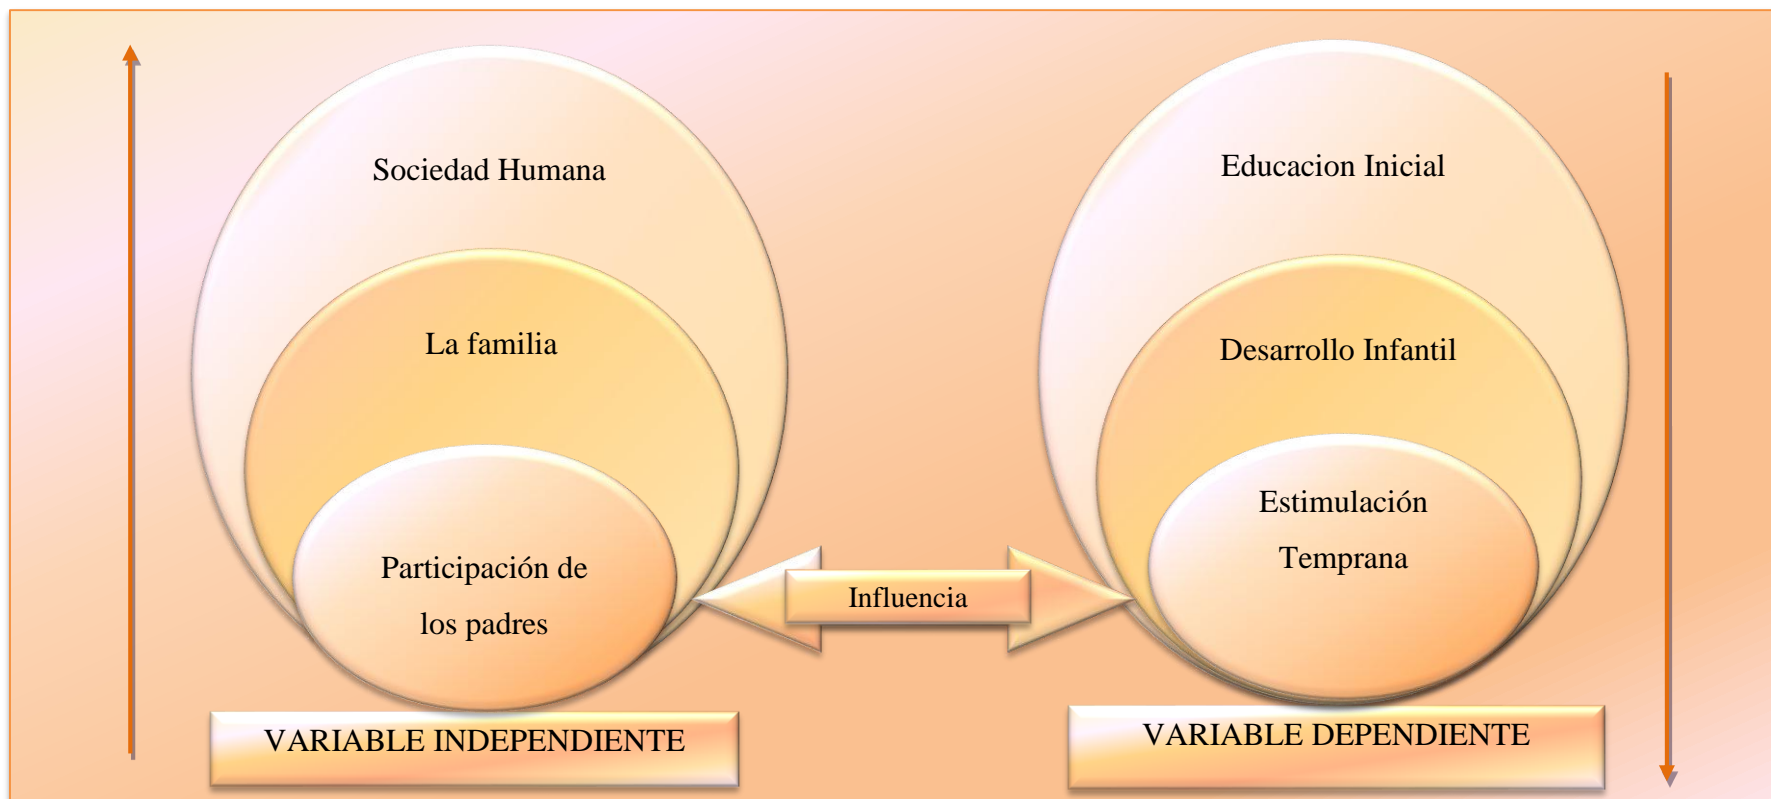 Sociedad Humana
La familia
Participación de
los padres
VARIABLE INDEPENDIENTE
Influencia
Educacion Inicial
Desarrollo Infantil
Estimulación
Temprana
VARIABLE DEPENDIENTE